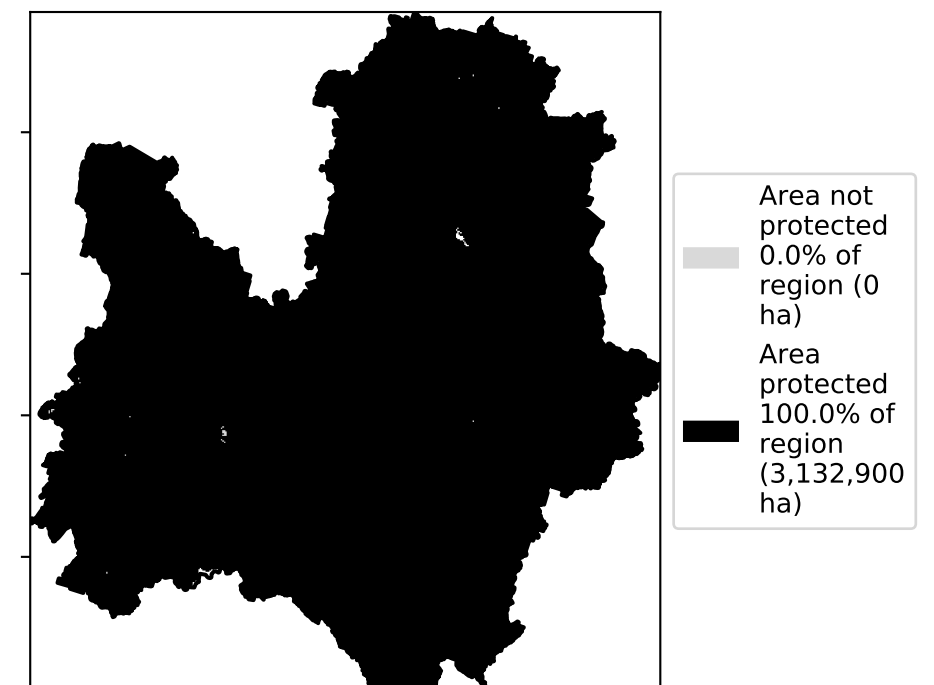 Area not
protected
0.0% of
region (0
ha)
Area
protected
100.0% of
region
(3,132,900
ha)